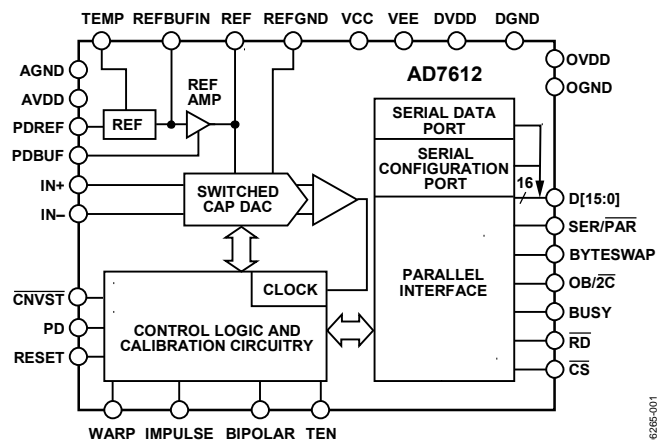 TEMP REFBUFIN REF REFGND VCC VEE DVDD DGND
OVDD
AGND
AD7612
OGND
AVDD
REF
AMP
PDREF
REF
SERIAL DATA
PORT
PDBUF
SERIAL
CONFIGURATION
PORT
IN+
SWITCHED
CAP DAC
16
D[15:0]
IN–
SER/PAR
BYTESWAP
PARALLEL
INTERFACE
OB/2C
CLOCK
CNVST
BUSY
PD
CONTROL LOGIC AND
CALIBRATION CIRCUITRY
RD
RESET
CS
WARP IMPULSE BIPOLAR TEN
6265-001